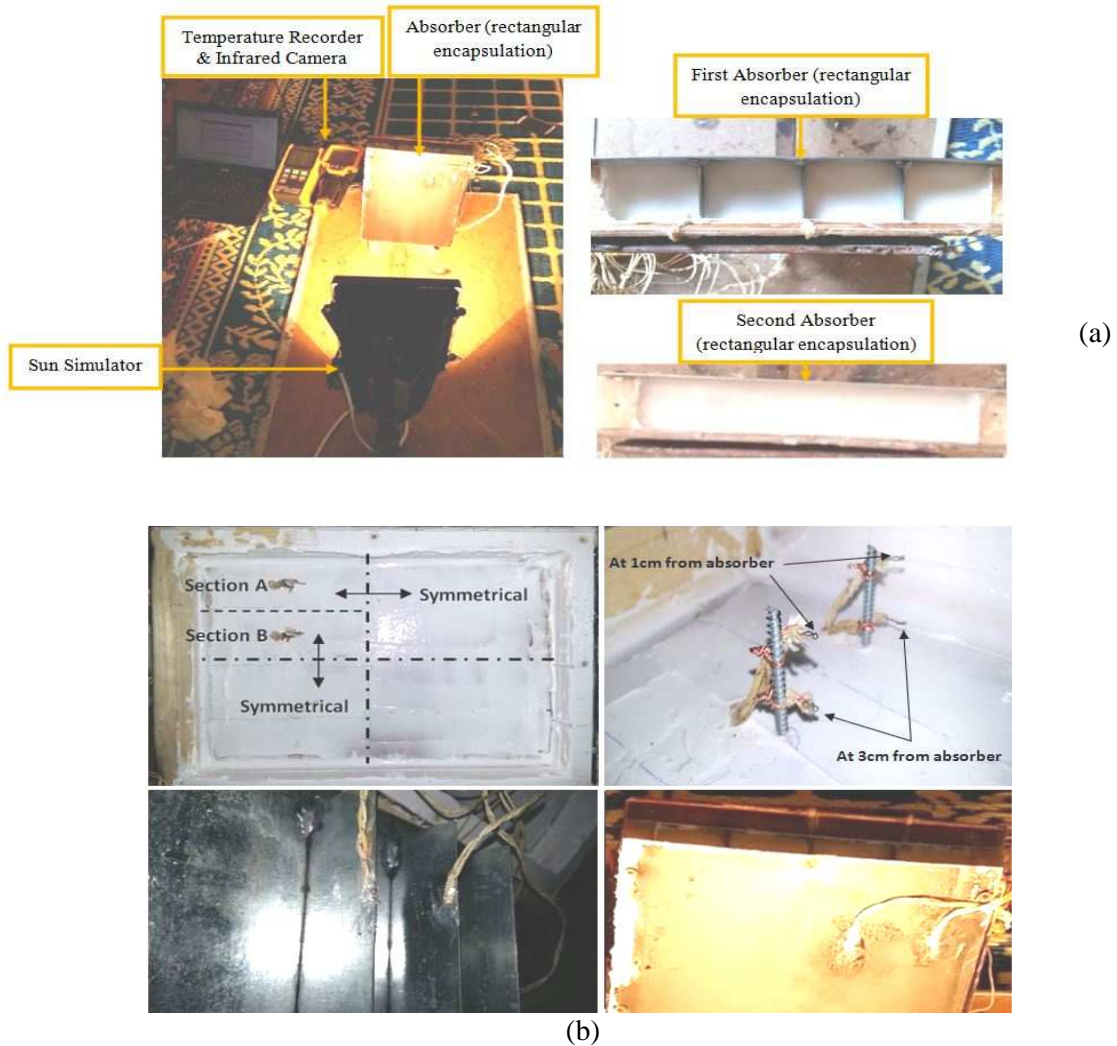 Temperature Recorder
& Infrared Camera
Absorber (rectangular
encapsulation)
First Absorber (rectangular
encapsulation)
Second Absorber
(rectangular encapsulation)
Sun Simulator
(a)
Section A
Symmetrical
Section B
Symmetrical
At 1cm from absorber
At 3cm from absorber
(b)